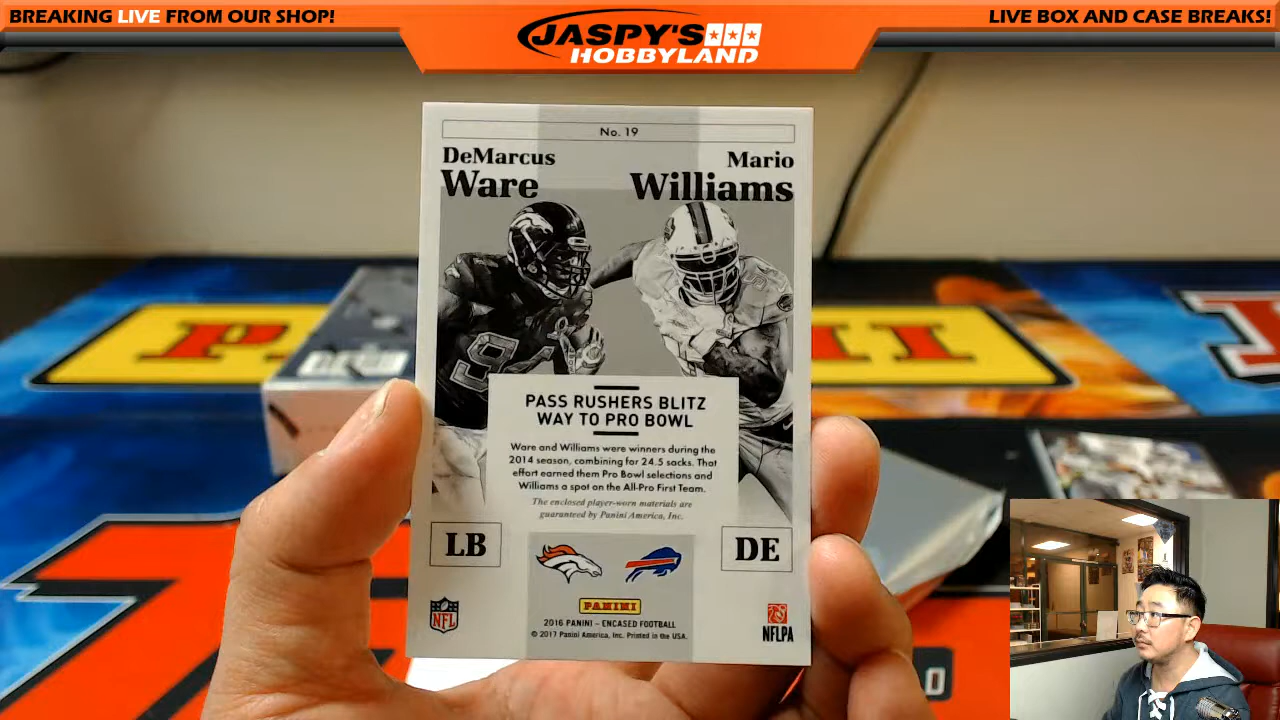 BREAKING LIVE FROM OUR SHOP!
JASPY'S
HOBBYLAND
LIVE BOX AND CASE BREAKS!
No. 19
DeMarcus
Ware
Mario
Williams
PASS RUSHERS BLITZ
WAY TO PRO BOWL
Ware and Williams were winners during the
2014 season, combining for 24.5 sacks. That
effort earned them Pro Bowl selections and
Williams a spot on the All-Pro First Team.
The enclosed player-worn materials are
guaranteed by Panini America, Inc.
LB
DE
NFL
PANINI
NFLPA
2016 PANINI – ENCASED FOOTBALL
© 2017 Panini America, Inc. Printed in the USA.